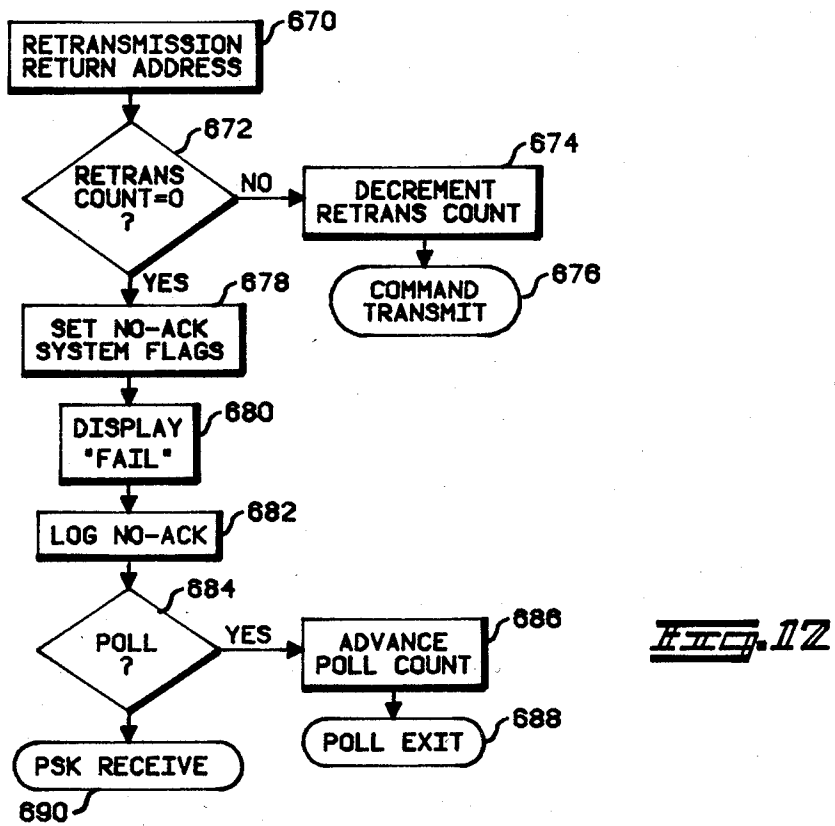 670
RETRANSMISSION
RETURN ADDRESS
672
RETRANS
COUNT=0
?
NO
674
DECREMENT
RETRANS COUNT
676
COMMAND
TRANSMIT
YES
678
SET NO-ACK
SYSTEM FLAGS
680
DISPLAY
"FAIL"
682
LOG NO-ACK
684
POLL
?
YES
686
ADVANCE
POLL COUNT
688
POLL EXIT
PSK RECEIVE
690
Fig. 12